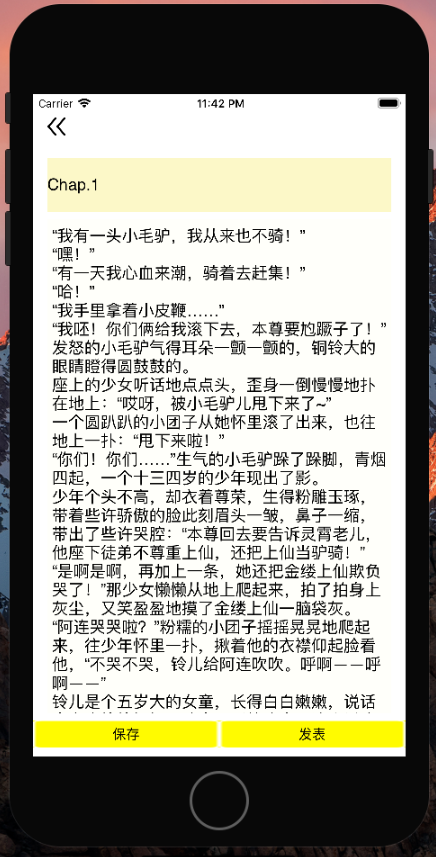 Carrier
11:42 PM
Chap.1
“我有一头小毛驴，我从来也不骑！”
“嘿！”
“有一天我心血来潮，骑着去赶集！”
“哈！”
“我手里拿着小皮鞭……”
“我呸！你们俩给我滚下去，本尊要尥蹶子了！”
发怒的小毛驴气得耳朵一颤一颤的，铜铃大的
眼睛瞪得圆鼓鼓的。
座上的少女听话地点点头，歪身一倒慢慢地扑
在地上：“哎呀，被小毛驴儿甩下来了~”
一个圆趴趴的小团子从她怀里滚了出来，也往
地上一扑：“甩下来啦！”
“你们！你们……”生气的小毛驴跺了跺脚，青烟
四起，一个十三四岁的少年现出了影。
少年个头不高，却衣着尊荣，生得粉雕玉琢，
带着些许骄傲的脸此刻眉头一皱，鼻子一缩，
带出了些许哭腔：“本尊回去要告诉灵霄老儿，
他座下徒弟不尊重上仙，还把上仙当驴骑！”
“是啊是啊，再加上一条，她还把金缕上仙欺负
哭了！”那少女懒懒从地上爬起来，拍了拍身上
灰尘，又笑盈盈地摸了金缕上仙一脑袋灰。
“阿连哭哭啦？”粉糯的小团子摇摇晃晃地爬起
来，往少年怀里一扑，揪着他的衣襟仰起脸看
他，“不哭不哭，铃儿给阿连吹吹。呼啊——呼
啊——”
铃儿是个五岁大的女童，长得白白嫩嫩，说话
保存
发表